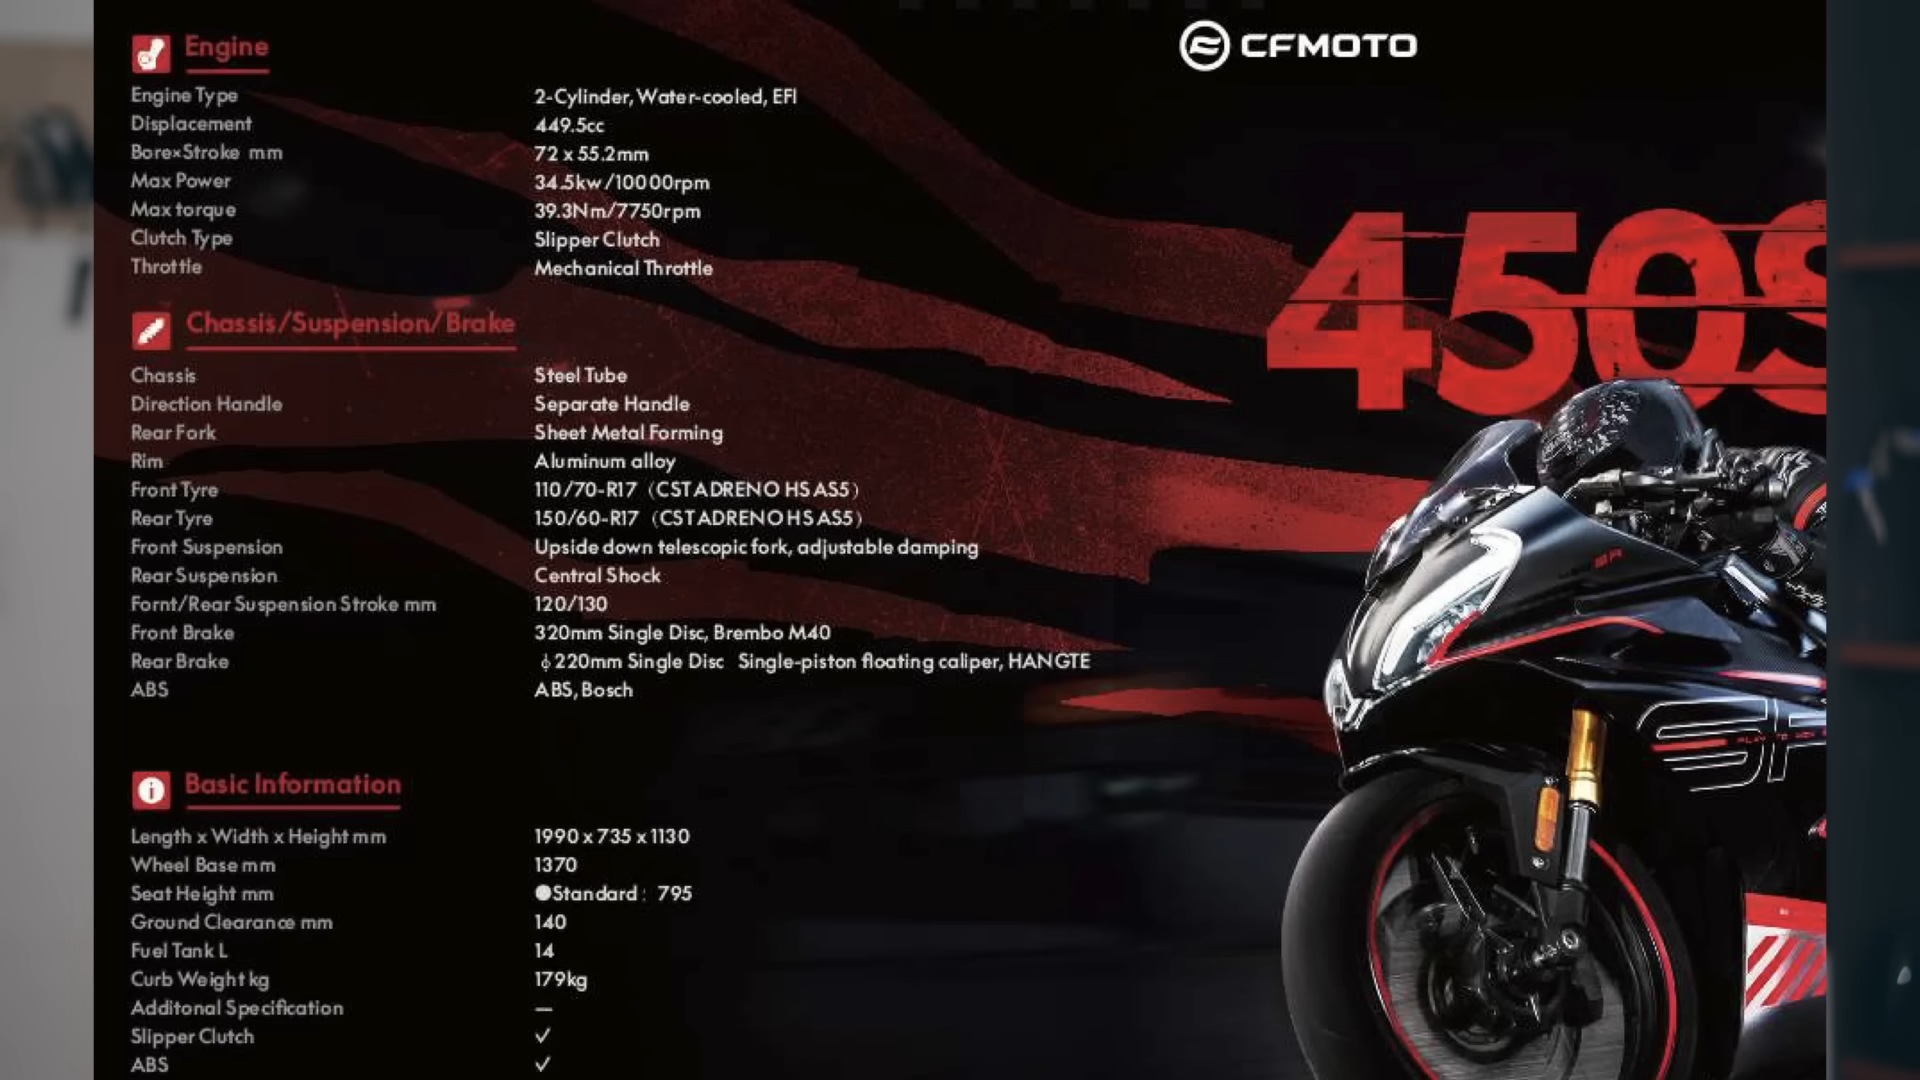 CFMOTO
Engine
Engine Type 2-Cylinder, Water-cooled, EFI
Displacement 449.5cc
Bore×Stroke mm 72 x 55.2mm
Max Power 34.5kw/10000rpm
Max torque 39.3Nm/7750rpm
Clutch Type Slipper Clutch
Throttle Mechanical Throttle
450S
Chassis/Suspension/Brake
Chassis Steel Tube
Direction Handle Separate Handle
Rear Fork Sheet Metal Forming
Rim Aluminum alloy
Front Tyre 110/70-R17（CST ADRENO HS AS5）
Rear Tyre 150/60-R17（CST ADRENO HS AS5）
Front Suspension Upside down telescopic fork, adjustable damping
Rear Suspension Central Shock
Fornt/Rear Suspension Stroke mm 120/130
Front Brake 320mm Single Disc, Brembo M40
Rear Brake ϕ220mm Single Disc Single-piston floating caliper, HANGTE
ABS ABS, Bosch
Basic Information
Length x Width x Height mm 1990 x 735 x 1130
Wheel Base mm 1370
Seat Height mm ●Standard : 795
Ground Clearance mm 140
Fuel Tank L 14
Curb Weight kg 179kg
Additonal Specification —
Slipper Clutch ✓
ABS ✓